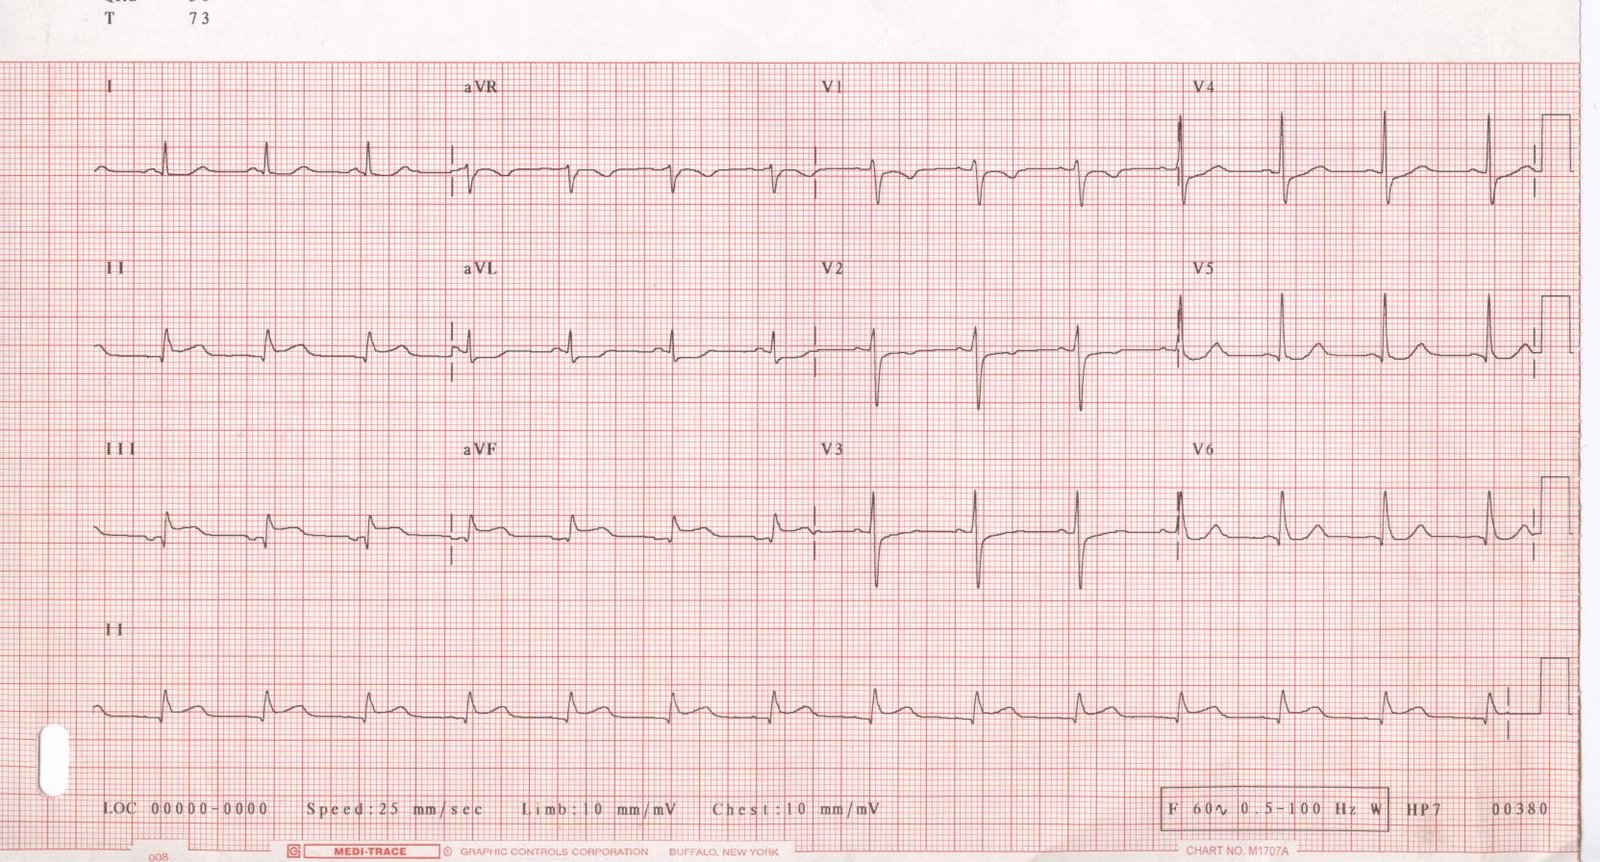 T 73
I aVR V1 V4
II aVL V2 V5
III aVF V3 V6
II
LOC 00000-0000 Speed:25 mm/sec Limb:10 mm/mV Chest:10 mm/mV F 60∿ 0.5-100 Hz W HP7 00380
008 MEDI-TRACE ® GRAPHIC CONTROLS CORPORATION BUFFALO, NEW YORK CHART NO. M1707A